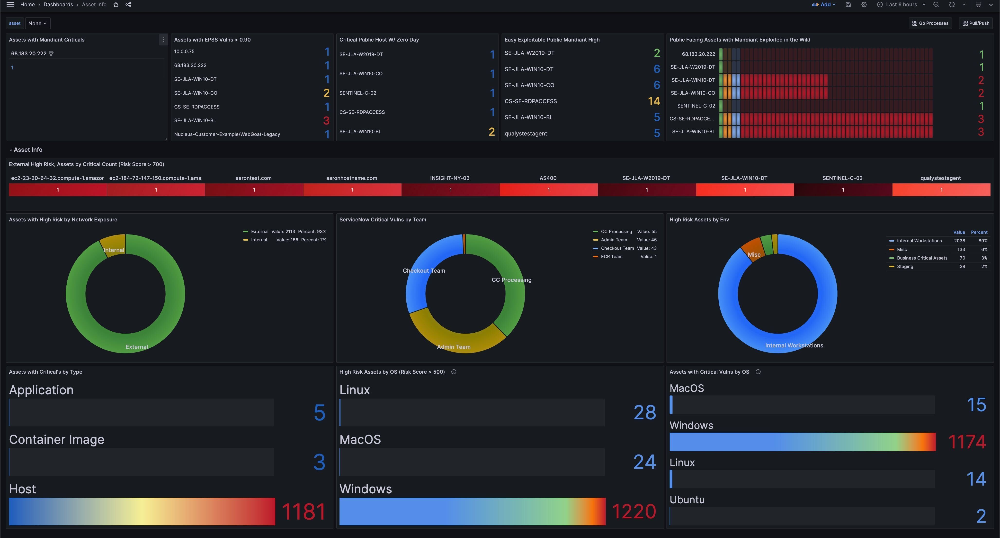 Home › Dashboards › Asset Info
Add
Last 6 hours
asset
None
Go Processes
Pull/Push
Assets with Mandiant Criticals
68.183.20.222
1
Assets with EPSS Vulns > 0.90
10.0.0.75 1
68.183.20.222 1
SE-JLA-WIN10-DT 1
SE-JLA-WIN10-CO 2
CS-SE-RDPACCESS 1
SE-JLA-WIN10-BL 3
Nucleus-Customer-Example/WebGoat-Legacy 1
Critical Public Host W/ Zero Day
SE-JLA-W2019-DT 1
SE-JLA-WIN10-CO 1
SENTINEL-C-02 1
CS-SE-RDPACCESS 1
SE-JLA-WIN10-BL 2
Easy Exploitable Public Mandiant High
SE-JLA-W2019-DT 2
SE-JLA-WIN10-DT 6
SE-JLA-WIN10-CO 6
CS-SE-RDPACCESS 14
SE-JLA-WIN10-BL 5
qualystestagent 5
Public Facing Assets with Mandiant Exploited in the Wild
68.183.20.222 1
SE-JLA-W2019-DT 1
SE-JLA-WIN10-DT 2
SE-JLA-WIN10-CO 2
SENTINEL-C-02 1
CS-SE-RDPACCE... 3
SE-JLA-WIN10-BL 3
Asset Info
External High Risk, Assets by Critical Count (Risk Score > 700)
ec2-23-20-64-32.compute-1.amazor ec2-184-72-147-150.compute-1.ama aarontest.com aaronhostname.com INSIGHT-NY-03 AS400 SE-JLA-W2019-DT SE-JLA-WIN10-DT SENTINEL-C-02 qualystestagent
1 1 1 1 1 1 1 1 1 1
Assets with High Risk by Network Exposure
External Value: 2113 Percent: 93%
Internal Value: 166 Percent: 7%
Internal
External
ServiceNow Critical Vulns by Team
CC Processing Value: 55
Admin Team Value: 46
Checkout Team Value: 43
ECR Team Value: 1
Checkout Team
CC Processing
Admin Team
High Risk Assets by Env
Value Percent
Internal Workstations 2038 89%
Misc 133 6%
Business Critical Assets 70 3%
Staging 38 2%
Misc
Internal Workstations
Assets with Critical's by Type
Application
5
Container Image
3
Host
1181
High Risk Assets by OS (Risk Score > 500)
Linux
28
MacOS
24
Windows
1220
Assets with Critical Vulns by OS
MacOS
15
Windows
1174
Linux
14
Ubuntu
2